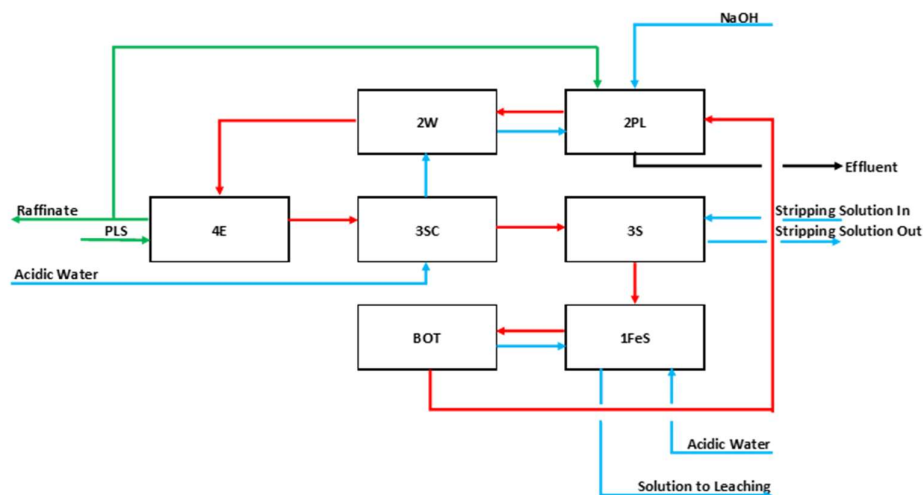 NaOH
2W
2PL
Effluent
Raffinate
PLS
4E
3SC
3S
Stripping Solution In
Stripping Solution Out
Acidic Water
BOT
1FeS
Acidic Water
Solution to Leaching